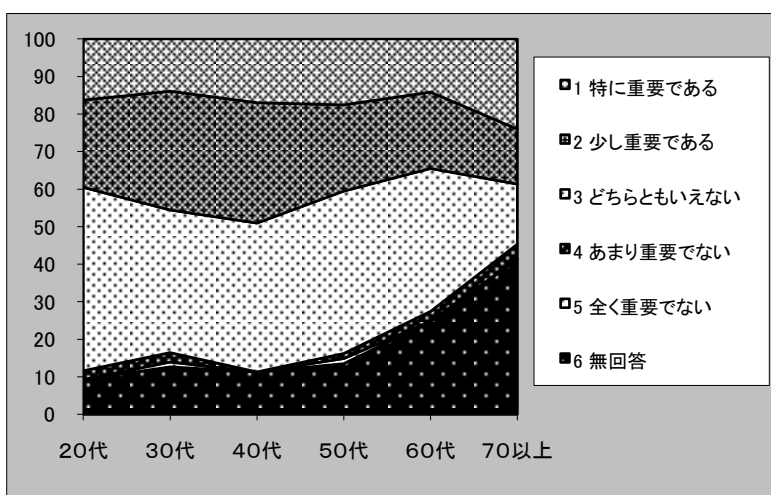 100
90
80
70
60
50
40
30
20
10
0
20代 30代 40代 50代 60代 70以上
1 特に重要である
2 少し重要である
3 どちらともいえない
4 あまり重要でない
5 全く重要でない
6 無回答